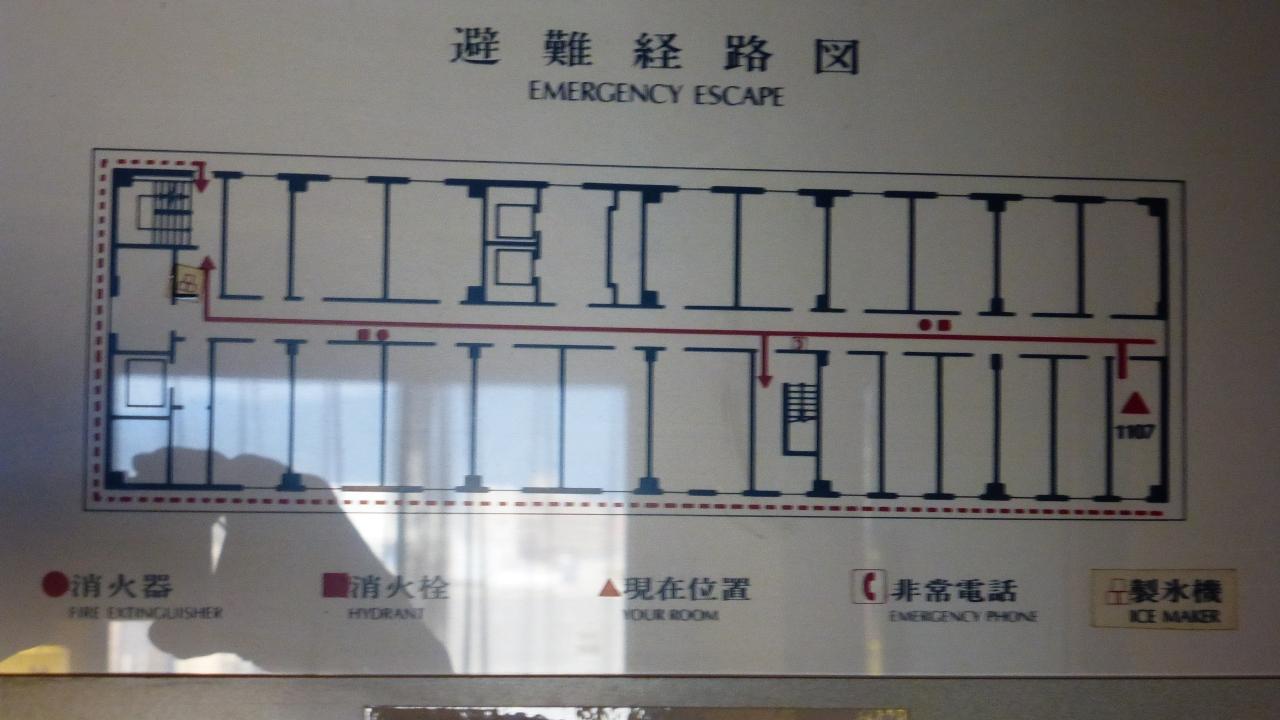 避難経路図
EMERGENCY ESCAPE
1107
消火器
FIRE EXTINGUISHER
消火栓
HYDRANT
現在位置
YOUR ROOM
非常電話
EMERGENCY PHONE
製氷機
ICE MAKER